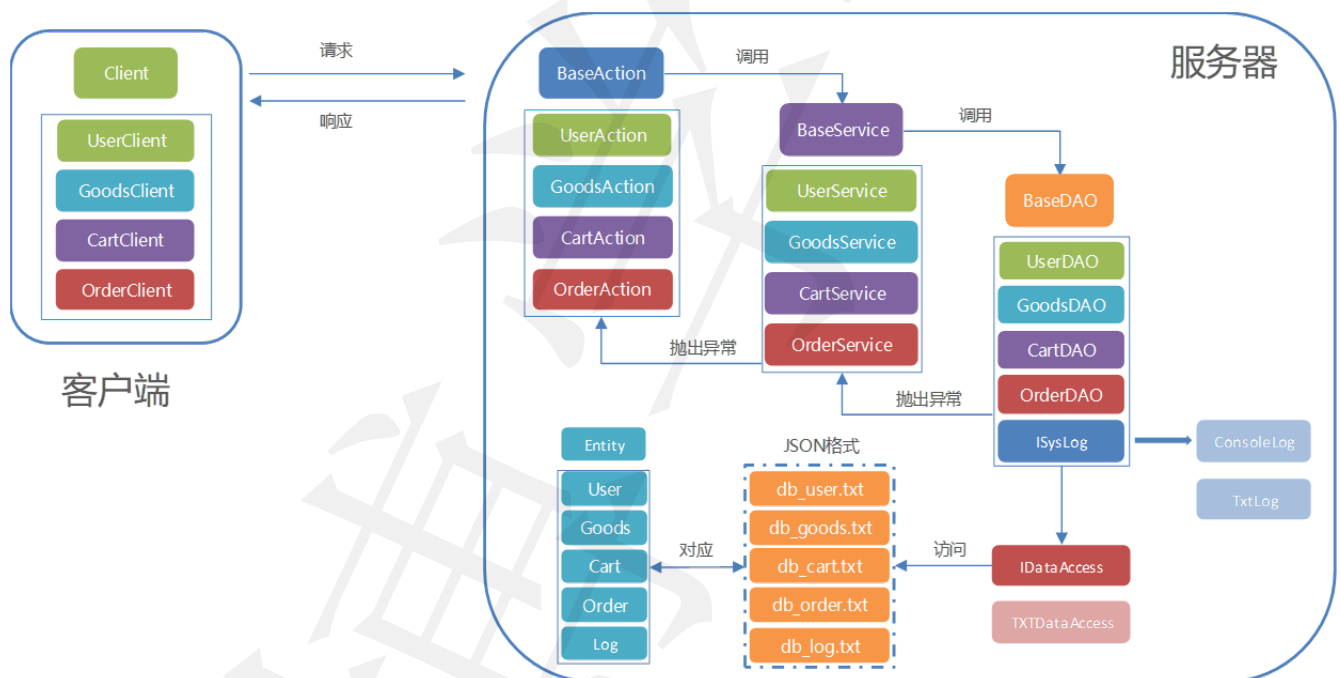 Client
UserClient
GoodsClient
CartClient
OrderClient
客户端
请求
响应
服务器
BaseAction
UserAction
GoodsAction
CartAction
OrderAction
调用
BaseService
UserService
GoodsService
CartService
OrderService
调用
BaseDAO
UserDAO
GoodsDAO
CartDAO
OrderDAO
ISysLog
抛出异常
抛出异常
ConsoleLog
TxtLog
Entity
User
Goods
Cart
Order
Log
对应
JSON格式
db_user.txt
db_goods.txt
db_cart.txt
db_order.txt
db_log.txt
访问
IDataAccess
TXTDataAccess